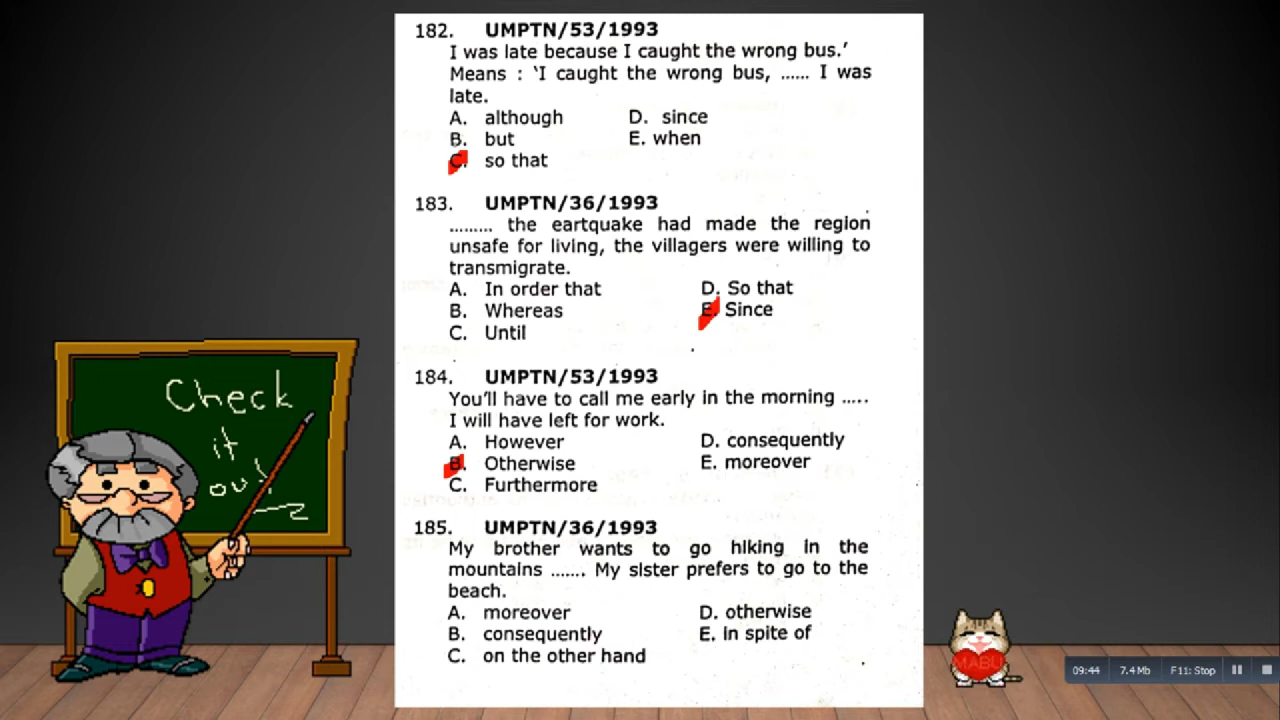 182. UMPTN/53/1993
I was late because I caught the wrong bus.’
Means : ‘I caught the wrong bus, ...... I was
late.
A. although D. since
B. but E. when
C. so that
183. UMPTN/36/1993
......... the eartquake had made the region
unsafe for living, the villagers were willing to
transmigrate.
A. In order that D. So that
B. Whereas E. Since
C. Until
184. UMPTN/53/1993
You’ll have to call me early in the morning .....
I will have left for work.
A. However D. consequently
B. Otherwise E. moreover
C. Furthermore
185. UMPTN/36/1993
My brother wants to go hiking in the
mountains ....... My sister prefers to go to the
beach.
A. moreover D. otherwise
B. consequently E. in spite of
C. on the other hand
Check
it
out!
MABU
09:44 7.4Mb F11: Stop